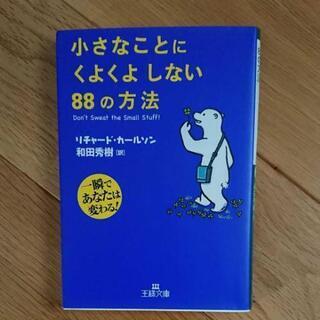 小さなことに
くよくよしない
88の方法
Don't Sweat the Small Stuff!
リチャード・カールソン
和田秀樹[訳]
一瞬で
あなたは
変わる!
王様文庫